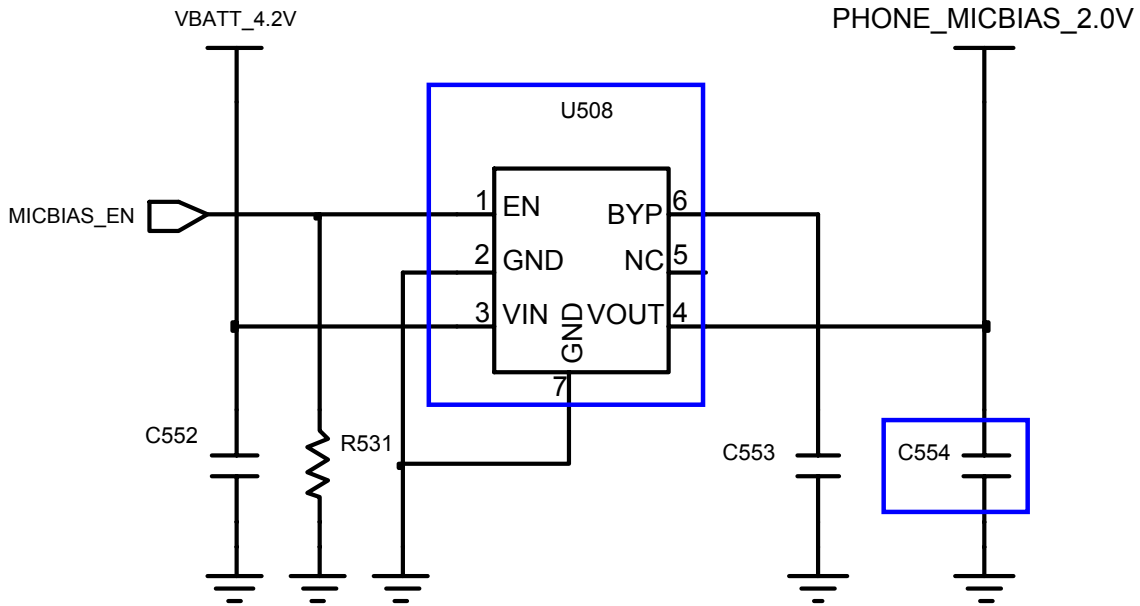 VBATT_4.2V
PHONE_MICBIAS_2.0V
U508
MICBIAS_EN
1
EN
BYP
6
2
GND
NC
5
3
VIN
GND
VOUT
4
7
C552
R531
C553
C554